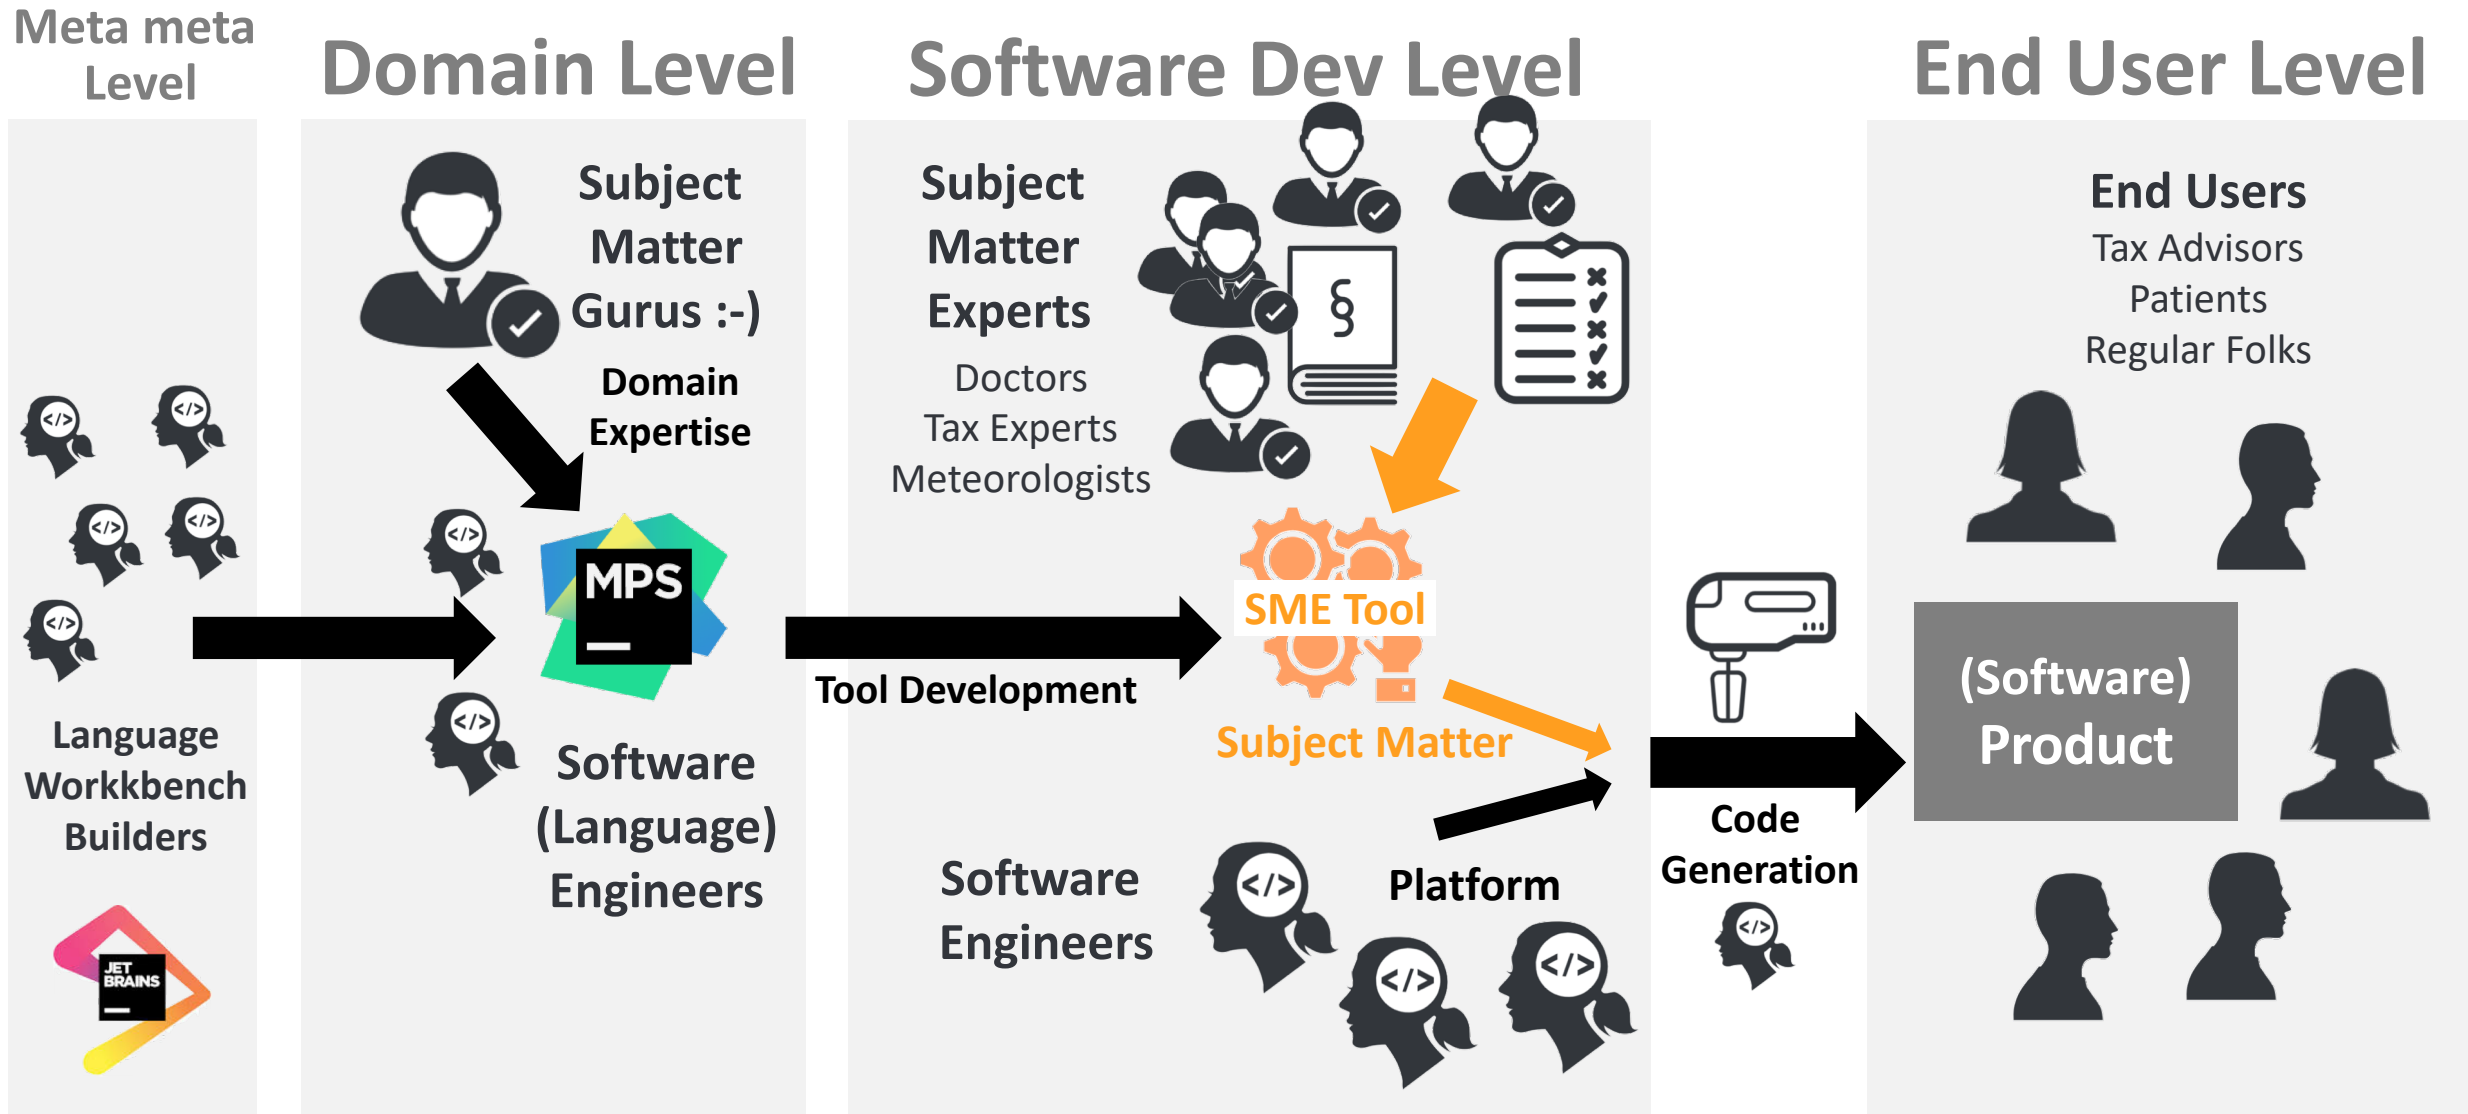 Meta meta
Level
Domain Level
Software Dev Level
End User Level
</>
</>
</>
</>
</>
Language
Workkbench
Builders
JET
BRAINS
Subject
Matter
Gurus :-)
Domain
Expertise
</>
MPS
</>
Software
(Language)
Engineers
Tool Development
Subject
Matter
Experts
Doctors
Tax Experts
Meteorologists
§
SME Tool
Subject Matter
Software
Engineers
Platform
</>
</>
</>
Code
Generation
</>
End Users
Tax Advisors
Patients
Regular Folks
(Software)
Product